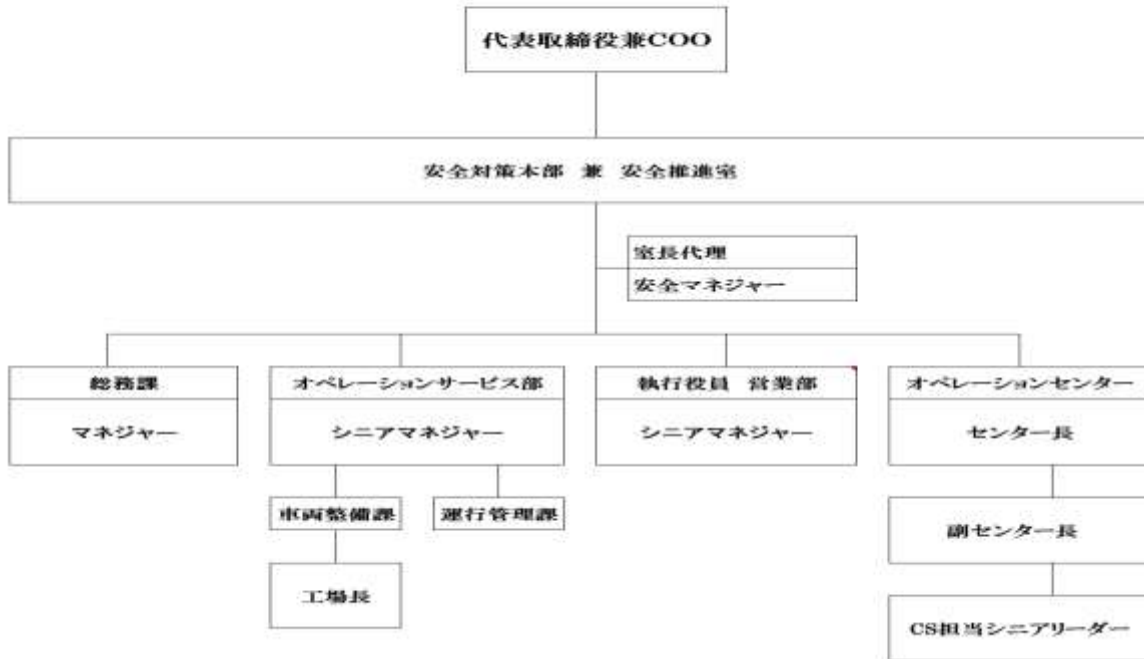 代表取締役兼COO
安全対策本部 兼 安全推進室
室長代理
安全マネジャー
総務課
マネジャー
オペレーションサービス部
シニアマネジャー
車両整備課
運行管理課
工場長
執行役員 営業部
シニアマネジャー
オペレーションセンター
センター長
副センター長
CS担当シニアリーダー